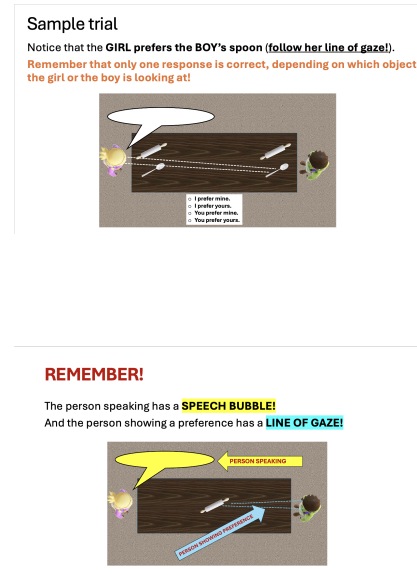 Sample trial
Notice that the GIRL prefers the BOY's spoon (follow her line of gaze!).
Remember that only one response is correct, depending on which object
the girl or the boy is looking at!
I prefer mine.
I prefer yours.
You prefer mine.
You prefer yours.
REMEMBER!
The person speaking has a SPEECH BUBBLE!
And the person showing a preference has a LINE OF GAZE!
PERSON SPEAKING
PERSON SHOWING PREFERENCE